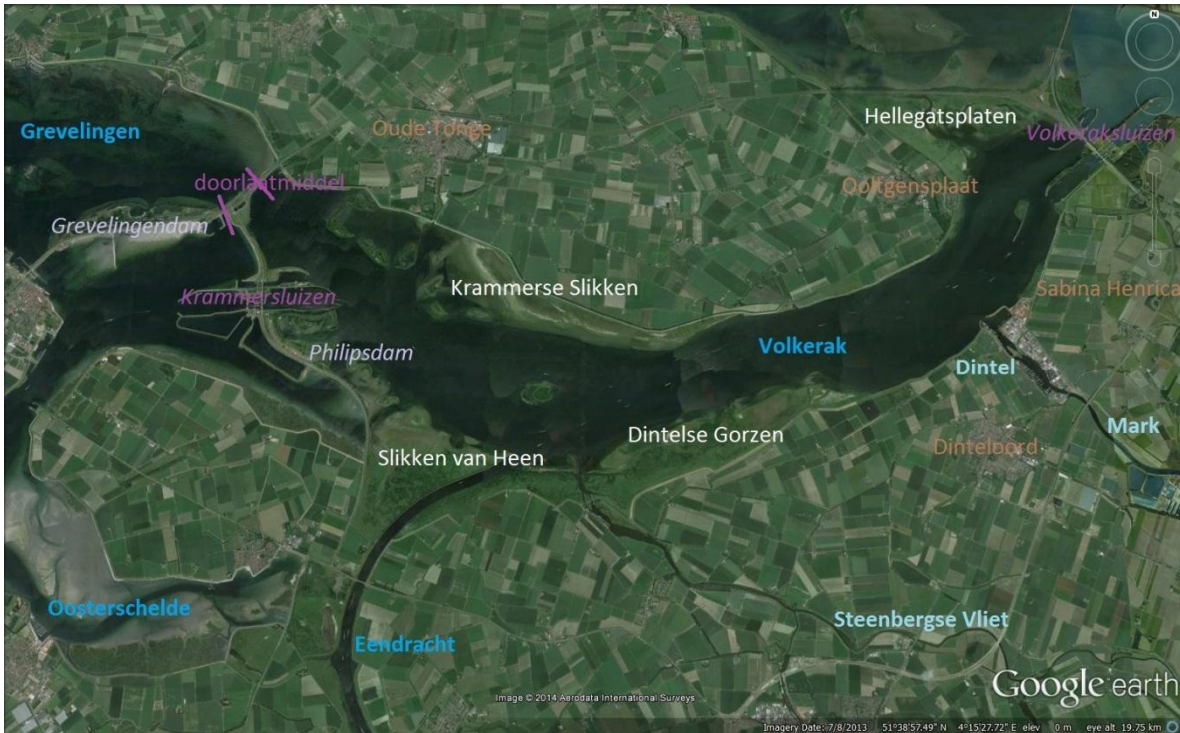 N
Hellegatsplaten
Grevelingen
Oude Tonge
Volkeraksluizen
doorlaatmiddel
Ooltgensplaat
Grevelingendam
Krammerse Slikken
Sabina Henrica
Krammersluizen
Volkerak
Philipsdam
Dintel
Mark
Dintelse Gorzen
Dinteloord
Slikken van Heen
Oosterschelde
Steenbergse Vliet
Eendracht
Google earth
Image © 2014 Aerodata International Surveys
Imagery Date: 7/8/2013 51°38'57.49" N 4°15'27.72" E elev 0 m eye alt 19.75 km